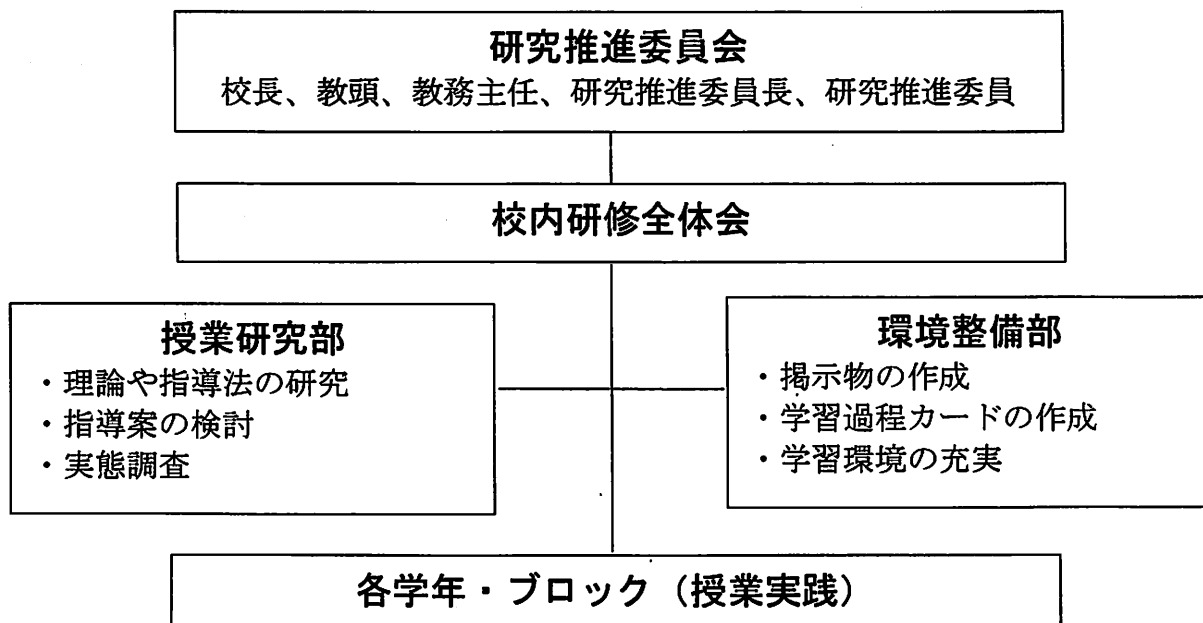 研究推進委員会
校長、教頭、教務主任、研究推進委員長、研究推進委員
校内研修全体会
授業研究部
・理論や指導法の研究
・指導案の検討
・実態調査
環境整備部
・掲示物の作成
・学習過程カードの作成
・学習環境の充実
各学年・ブロック（授業実践）